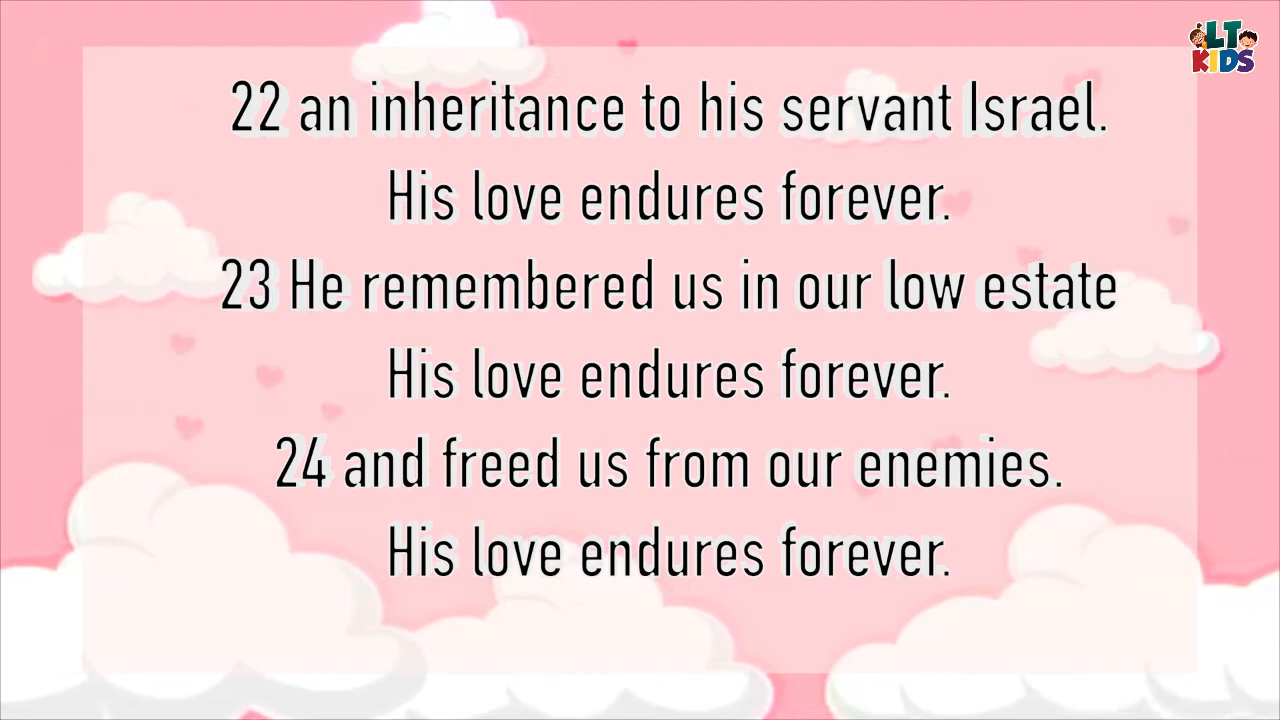 LT
KIDS
22 an inheritance to his servant Israel.
His love endures forever.
23 He remembered us in our low estate
His love endures forever.
24 and freed us from our enemies.
His love endures forever.